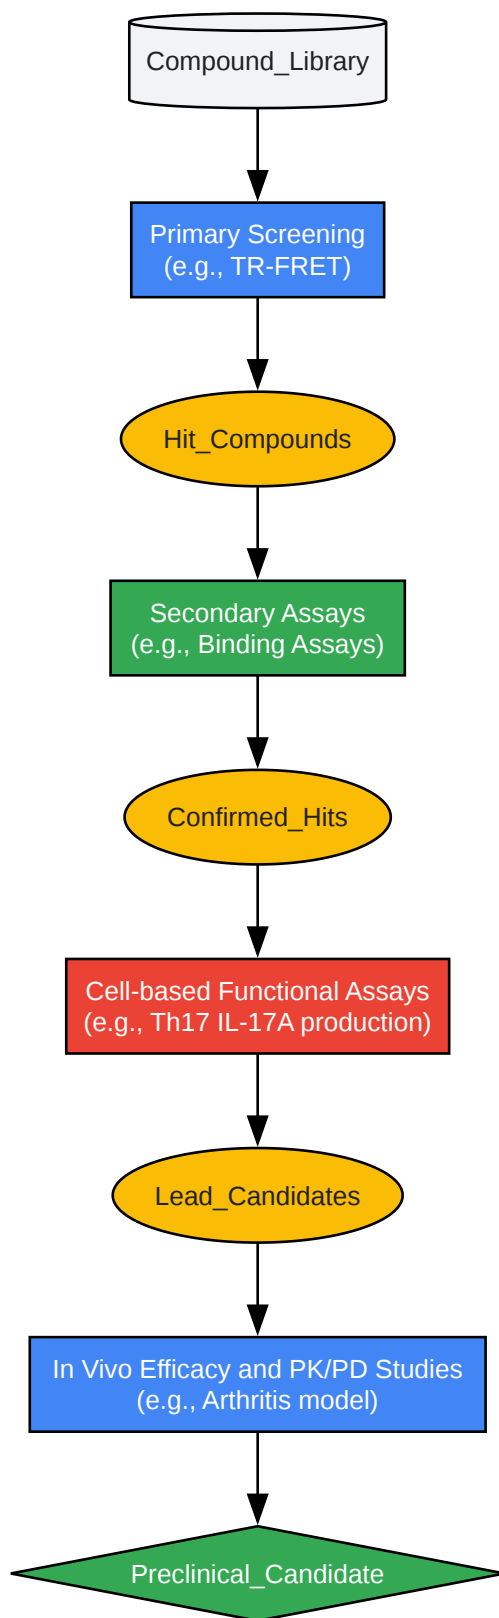 Compound_Library
Primary Screening
(e.g., TR-FRET)
Hit_Compounds
Secondary Assays
(e.g., Binding Assays)
Confirmed_Hits
Cell-based Functional Assays
(e.g., Th17 IL-17A production)
Lead_Candidates
In Vivo Efficacy and PK/PD Studies
(e.g., Arthritis model)
Preclinical_Candidate